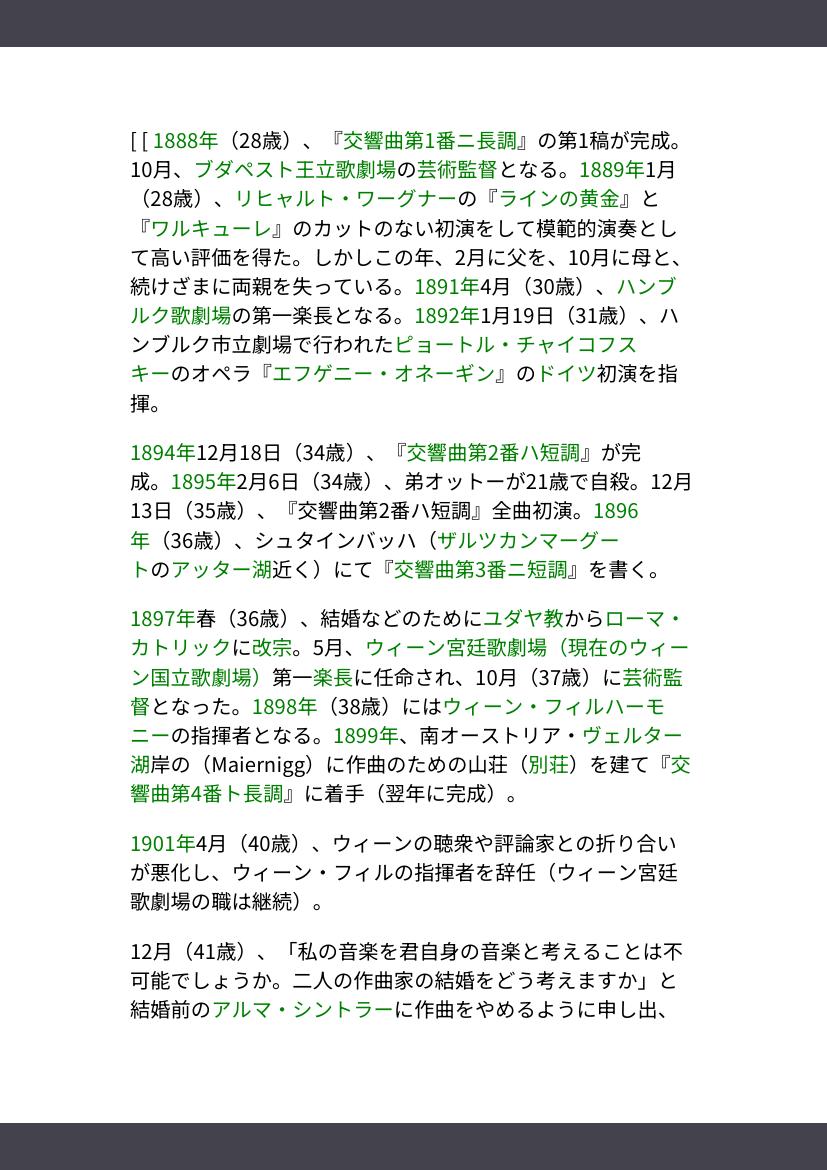 [ [ 1888年（28歳）、『交響曲第1番ニ長調』の第1稿が完成。
10月、ブダペスト王立歌劇場の芸術監督となる。1889年1月
（28歳）、リヒャルト・ワーグナーの『ラインの黄金』と
『ワルキューレ』のカットのない初演をして模範的演奏とし
て高い評価を得た。しかしこの年、2月に父を、10月に母と、
続けざまに両親を失っている。1891年4月（30歳）、ハンブ
ルク歌劇場の第一楽長となる。1892年1月19日（31歳）、ハ
ンブルク市立劇場で行われたピョートル・チャイコフス
キーのオペラ『エフゲニー・オネーギン』のドイツ初演を指
揮。
1894年12月18日（34歳）、『交響曲第2番ハ短調』が完
成。1895年2月6日（34歳）、弟オットーが21歳で自殺。12月
13日（35歳）、『交響曲第2番ハ短調』全曲初演。1896
年（36歳）、シュタインバッハ（ザルツカンマーグー
トのアッター湖近く）にて『交響曲第3番ニ短調』を書く。
1897年春（36歳）、結婚などのためにユダヤ教からローマ・
カトリックに改宗。5月、ウィーン宮廷歌劇場（現在のウィー
ン国立歌劇場）第一楽長に任命され、10月（37歳）に芸術監
督となった。1898年（38歳）にはウィーン・フィルハーモ
ニーの指揮者となる。1899年、南オーストリア・ヴェルター
湖岸の（Maiernigg）に作曲のための山荘（別荘）を建て『交
響曲第4番ト長調』に着手（翌年に完成）。
1901年4月（40歳）、ウィーンの聴衆や評論家との折り合い
が悪化し、ウィーン・フィルの指揮者を辞任（ウィーン宮廷
歌劇場の職は継続）。
12月（41歳）、「私の音楽を君自身の音楽と考えることは不
可能でしょうか。二人の作曲家の結婚をどう考えますか」と
結婚前のアルマ・シントラーに作曲をやめるように申し出、